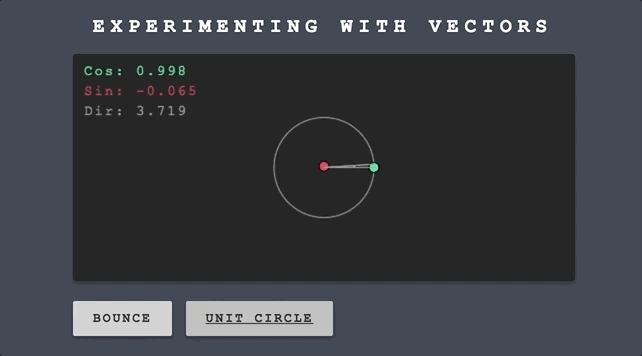 EXPERIMENTING WITH VECTORS
Cos: 0.998
Sin: -0.065
Dir: 3.719
BOUNCE
UNIT CIRCLE